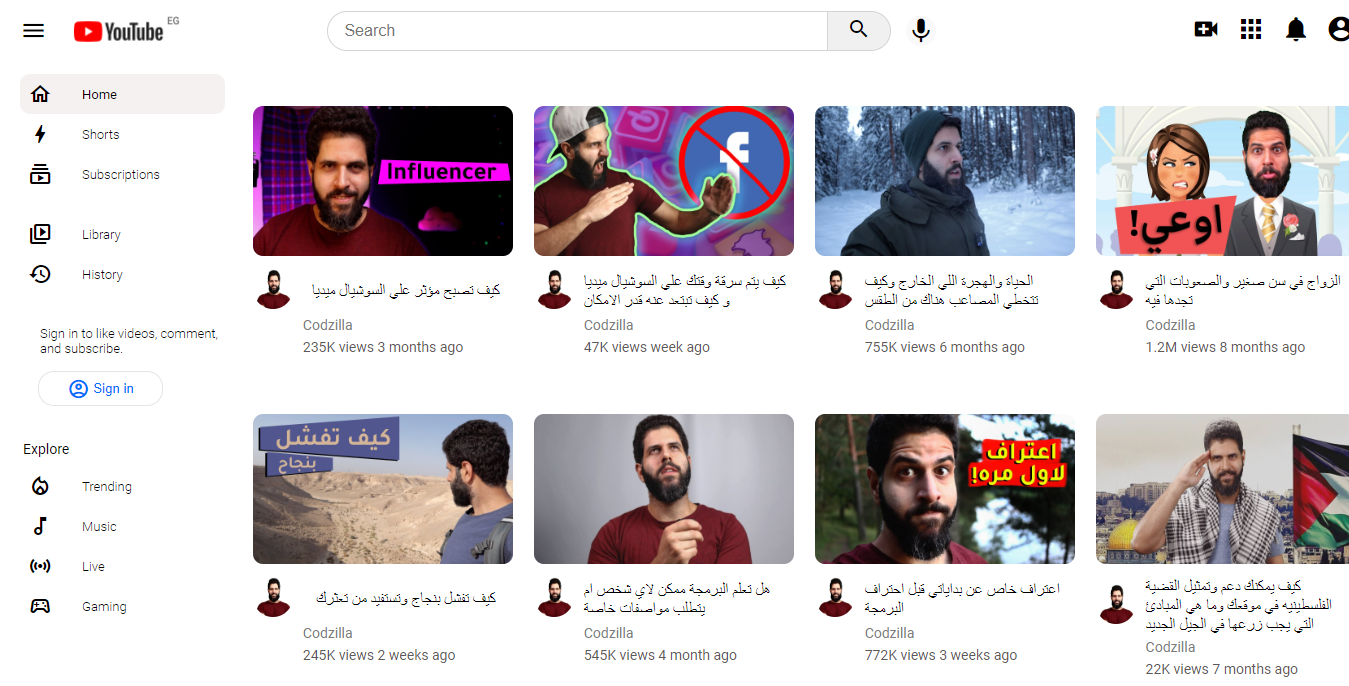 YouTube EG
Search
Home
Shorts
Subscriptions
Library
History
Sign in to like videos, comment,
and subscribe.
Sign in
Explore
Trending
Music
Live
Gaming
Influencer
كيف تصبح مؤثر علي السوشيال ميديا
Codzilla
235K views 3 months ago
كيف يتم سرقة وقتك علي السوشيال ميديا
و كيف تبتعد عنه قدر الامكان
Codzilla
47K views week ago
الحياة والهجرة اللي الخارج وكيف
تتخطي المصاعب هناك من الطقس
Codzilla
755K views 6 months ago
اوعي!
الزواج في سن صغير والصعوبات التي
تجدها فيه
Codzilla
1.2M views 8 months ago
كيف تفشل
بنجاح
كيف تفشل بنجاج وتستفيد من تعثرك
Codzilla
245K views 2 weeks ago
هل تعلم البرمجة ممكن لاي شخص ام
يتطلب مواصفات خاصة
Codzilla
545K views 4 month ago
اعتراف
لاول مره!
اعتراف خاص عن بداياتي قبل احتراف
البرمجة
Codzilla
772K views 3 weeks ago
كيف يمكنك دعم وتمثيل القضية
الفلسطينيه في موقعك وما هي المبادئ
التي يجب زرعها في الجيل الجديد
Codzilla
22K views 7 months ago